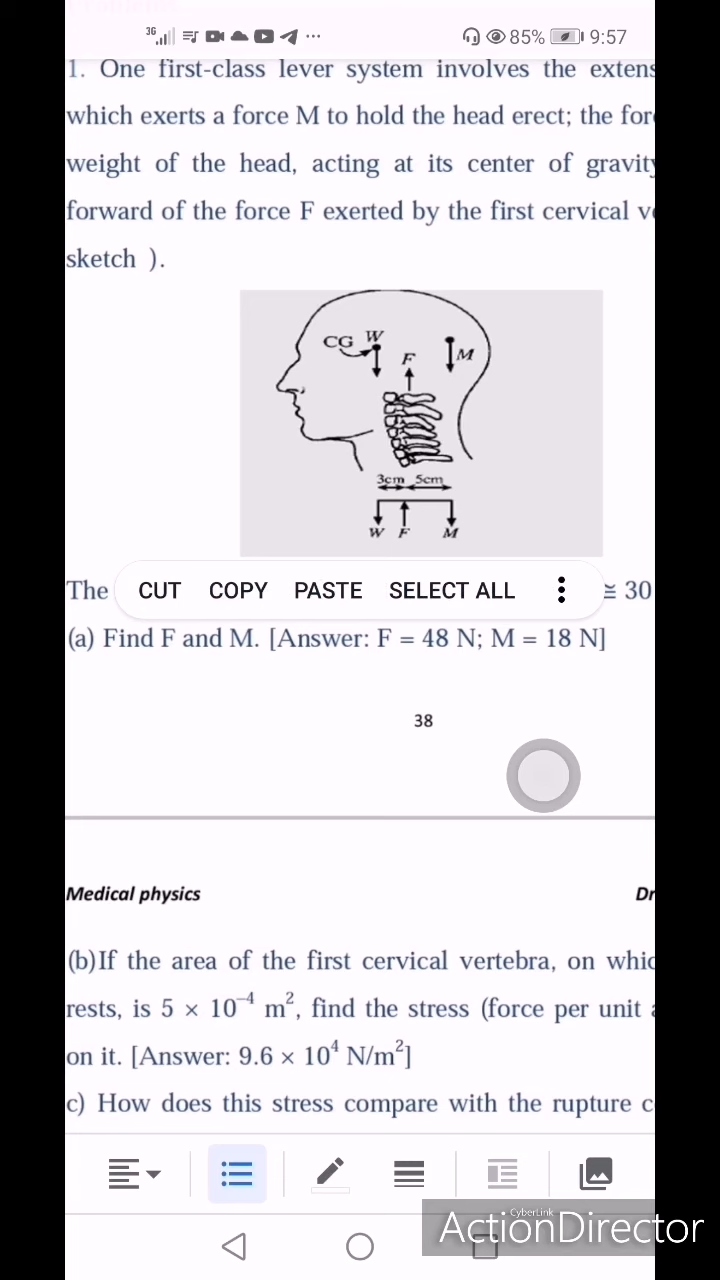 3G ... 85% 9:57
1. One first-class lever system involves the extens
which exerts a force M to hold the head erect; the for
weight of the head, acting at its center of gravity
forward of the force F exerted by the first cervical v
sketch ).
CG W
F
M
3cm 5cm
W F M
The
CUT COPY PASTE SELECT ALL
≅ 30
(a) Find F and M. [Answer: F = 48 N; M = 18 N]
38
Medical physics
Dr
(b)If the area of the first cervical vertebra, on whic
rests, is 5 × 10⁻⁴ m², find the stress (force per unit a
on it. [Answer: 9.6 × 10⁴ N/m²]
c) How does this stress compare with the rupture c
CyberLink
ActionDirector